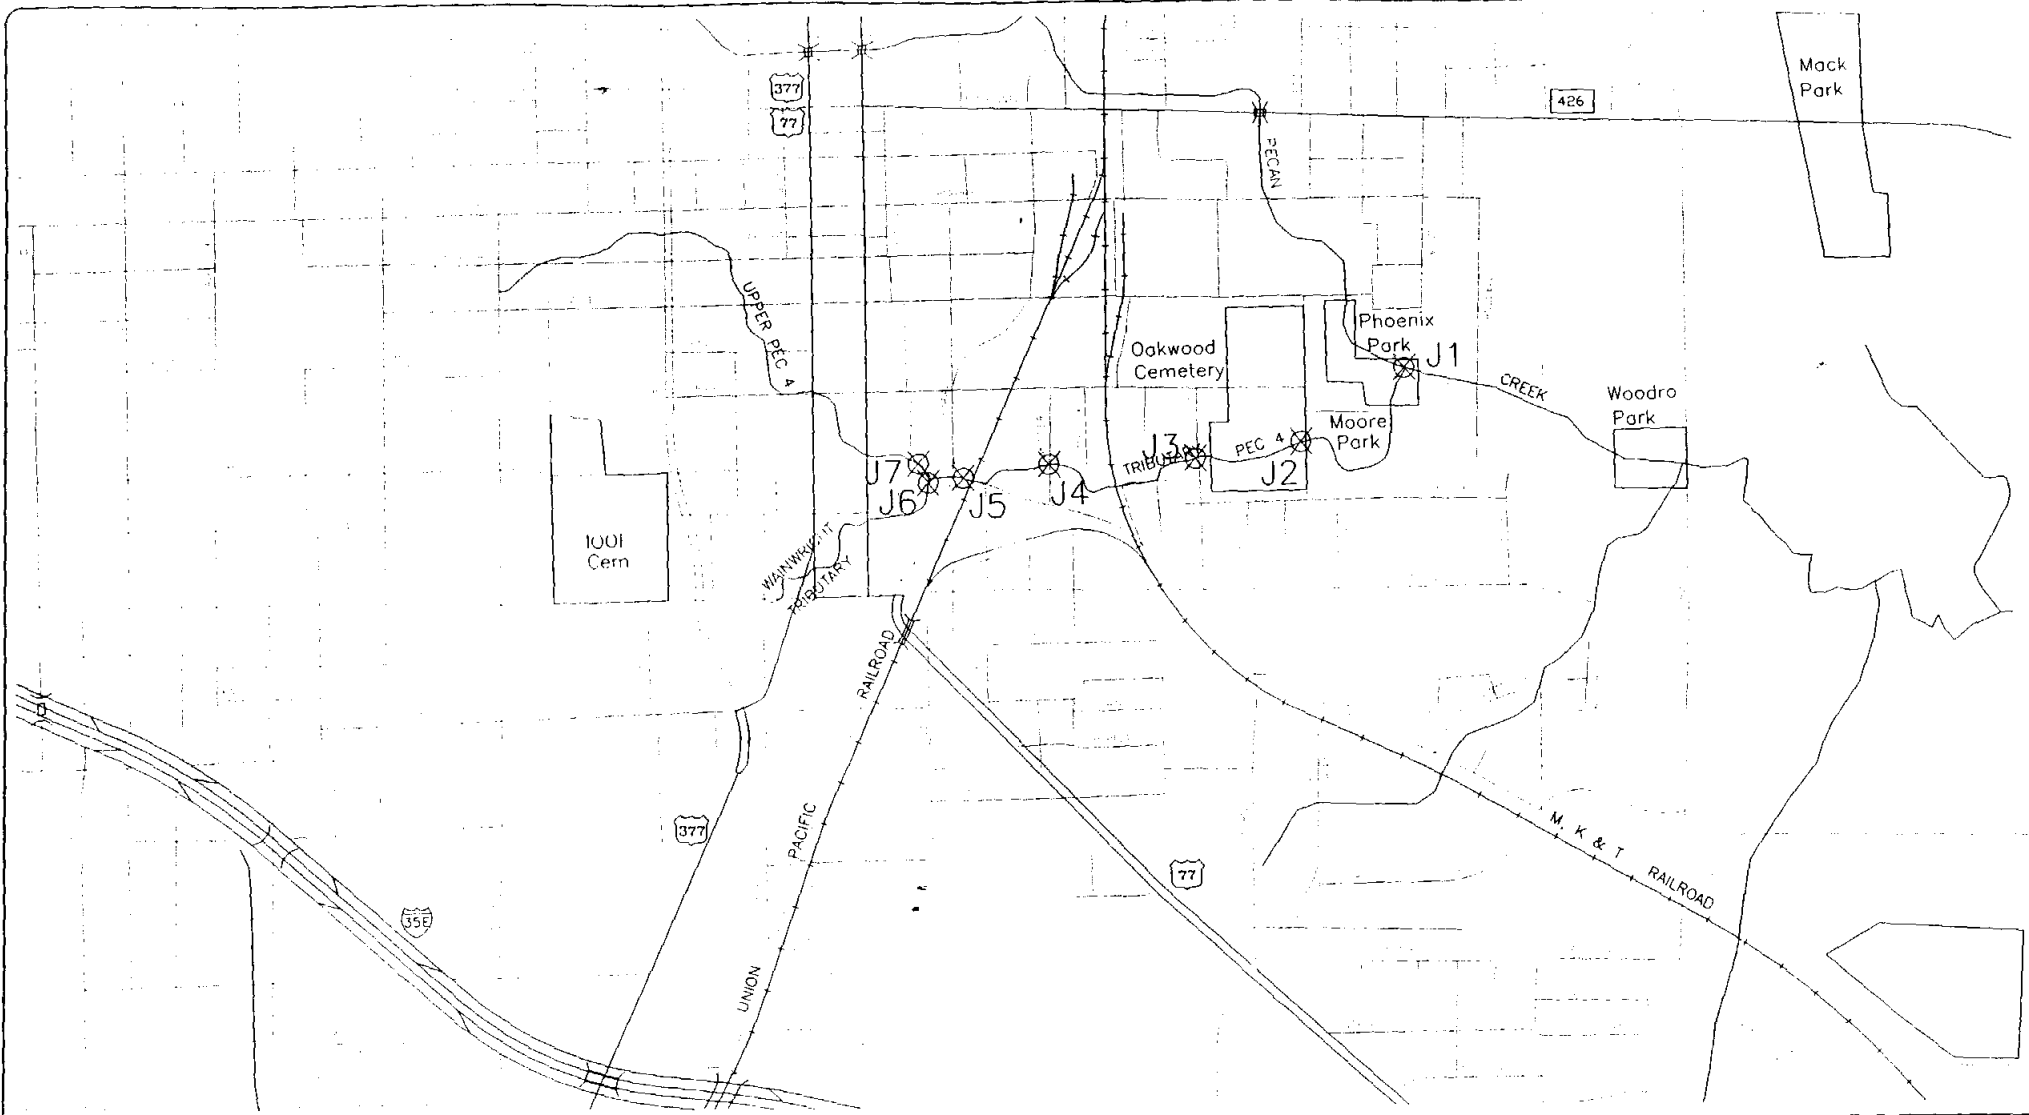 Mack
Park
377
77
426
PECAN
UPPER PEC 4
Phoenix
Park
J1
Oakwood
Cemetery
CREEK
Woodro
Park
Moore
Park
J3
PEC 4
TRIBUTARY
J2
J7
J6
J5
J4
1001
Cem
WAINWRIGHT
TRIBUTARY
RAILROAD
377
PACIFIC
77
M. K & T
RAILROAD
35E
UNION